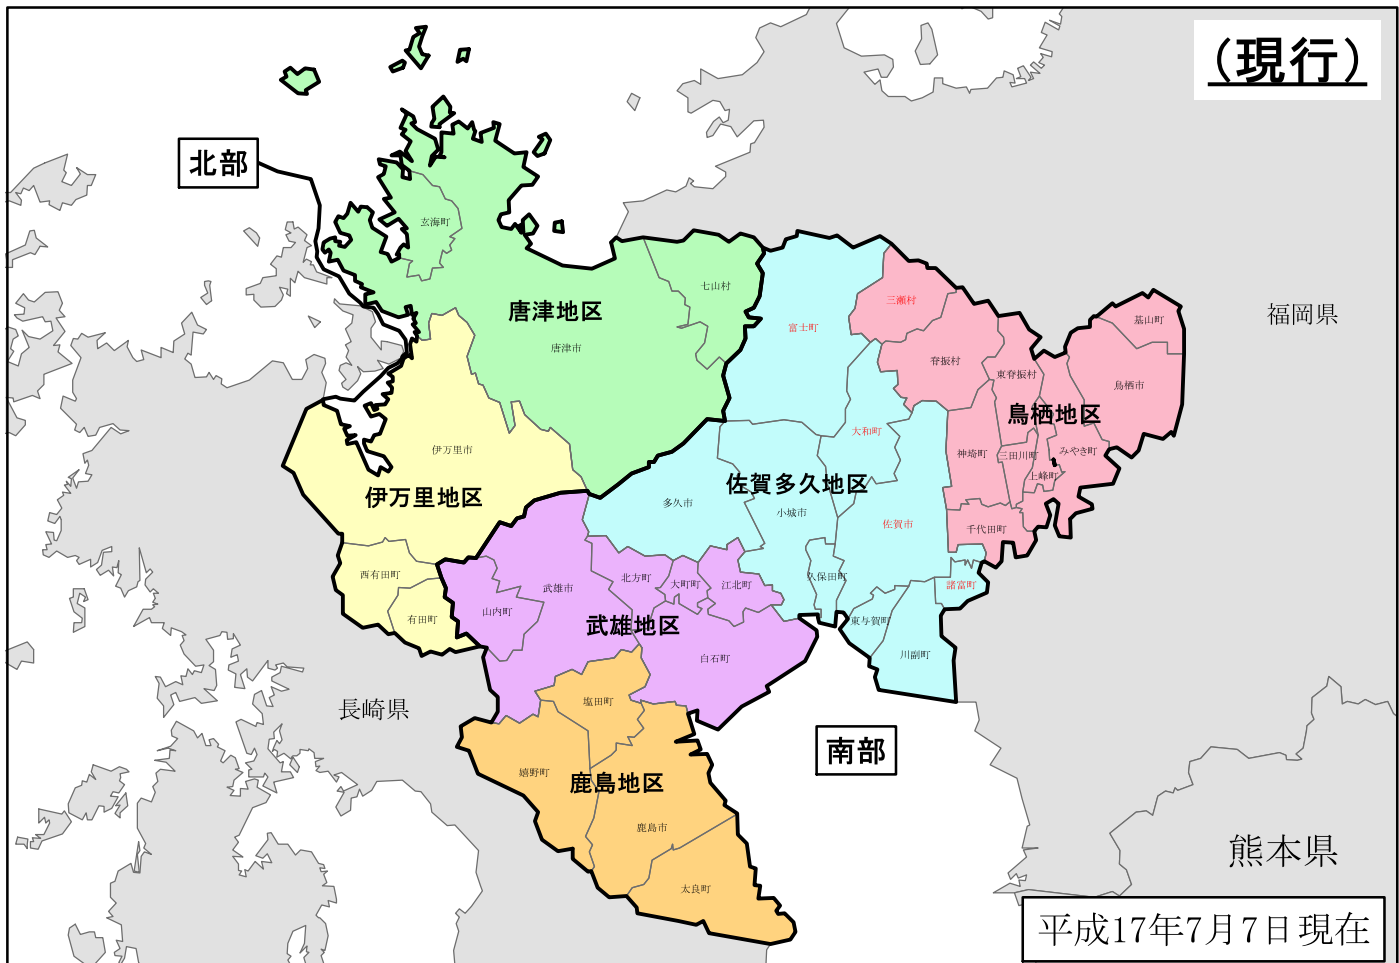 (現行)
北部
玄海町
七山村
唐津地区
唐津市
三瀬村
富士町
脊振村
東脊振村
基山町
鳥栖市
福岡県
鳥栖地区
大和町
神埼町
三田川町
みやき町
上峰町
伊万里市
伊万里地区
佐賀多久地区
多久市
小城市
佐賀市
千代田町
西有田町
有田町
武雄市
山内町
北方町
大町町
江北町
久保田町
諸富町
東与賀町
川副町
武雄地区
白石町
長崎県
塩田町
南部
嬉野町
鹿島地区
鹿島市
太良町
熊本県
平成17年7月7日現在